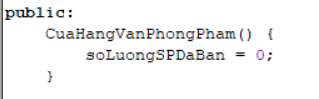 public:
    CuaHangVanPhongPham() {
        soLuongSPDaBan = 0;
    }